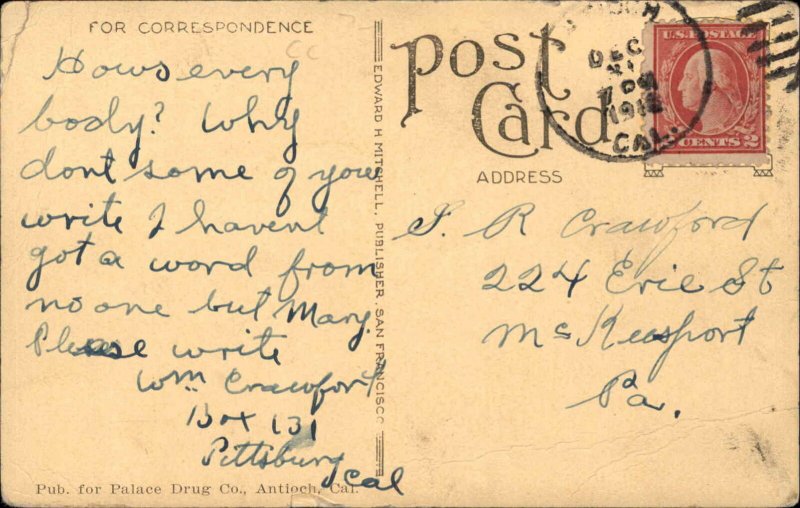 FOR CORRESPONDENCE
Hows every
body? Why
dont some of you
write I havent
got a word from
no one but Mary.
Please write
Wm Crawfort
Box 131
Pittsburg
Cal
Pub. for Palace Drug Co., Antioch, Cal.
EDWARD H MITCHELL, PUBLISHER, SAN FRANCISCO
Post
Card
ADDRESS
DEC
CAL.
U.S. POSTAGE
2 CENTS 2
J. R Crawford
224 Erie St
McKeesport
Pa.